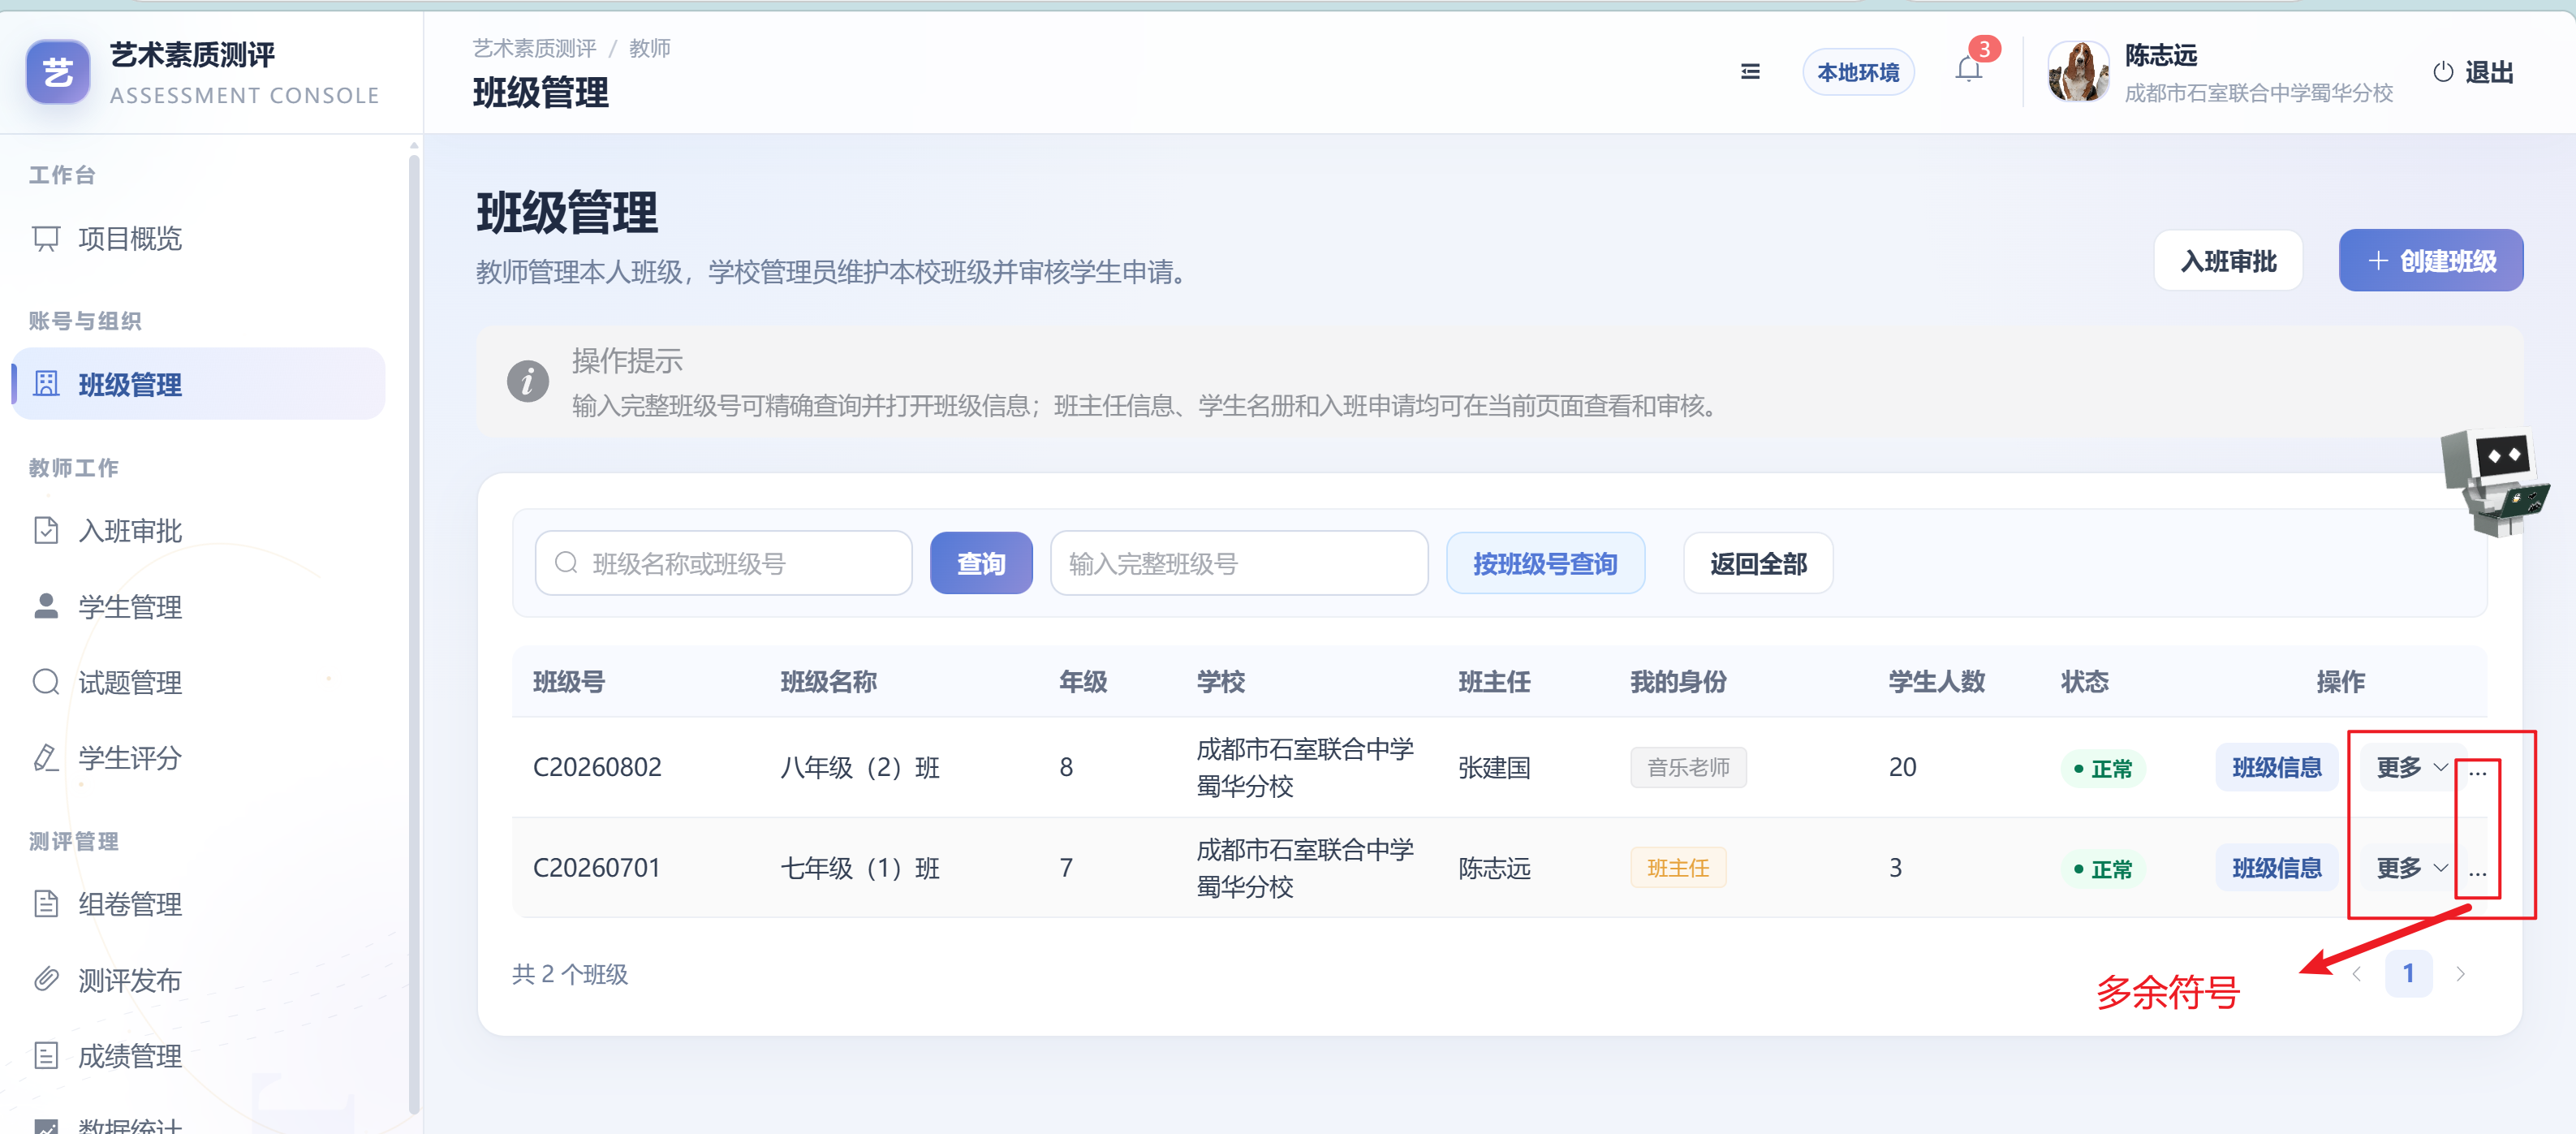 艺
艺术素质测评
ASSESSMENT CONSOLE
艺术素质测评 / 教师
班级管理
本地环境
3
陈志远
成都市石室联合中学蜀华分校
退出
工作台
项目概览
账号与组织
班级管理
教师工作
入班审批
学生管理
试题管理
学生评分
测评管理
组卷管理
测评发布
成绩管理
数据统计
班级管理
教师管理本人班级，学校管理员维护本校班级并审核学生申请。
入班审批
创建班级
操作提示
输入完整班级号可精确查询并打开班级信息；班主任信息、学生名册和入班申请均可在当前页面查看和审核。
班级名称或班级号
查询
输入完整班级号
按班级号查询
返回全部
班级号 班级名称 年级 学校 班主任 我的身份 学生人数 状态 操作
C20260802 八年级（2）班 8 成都市石室联合中学蜀华分校 张建国 音乐老师 20 正常 班级信息 更多 ...
C20260701 七年级（1）班 7 成都市石室联合中学蜀华分校 陈志远 班主任 3 正常 班级信息 更多 ...
共 2 个班级
1
多余符号